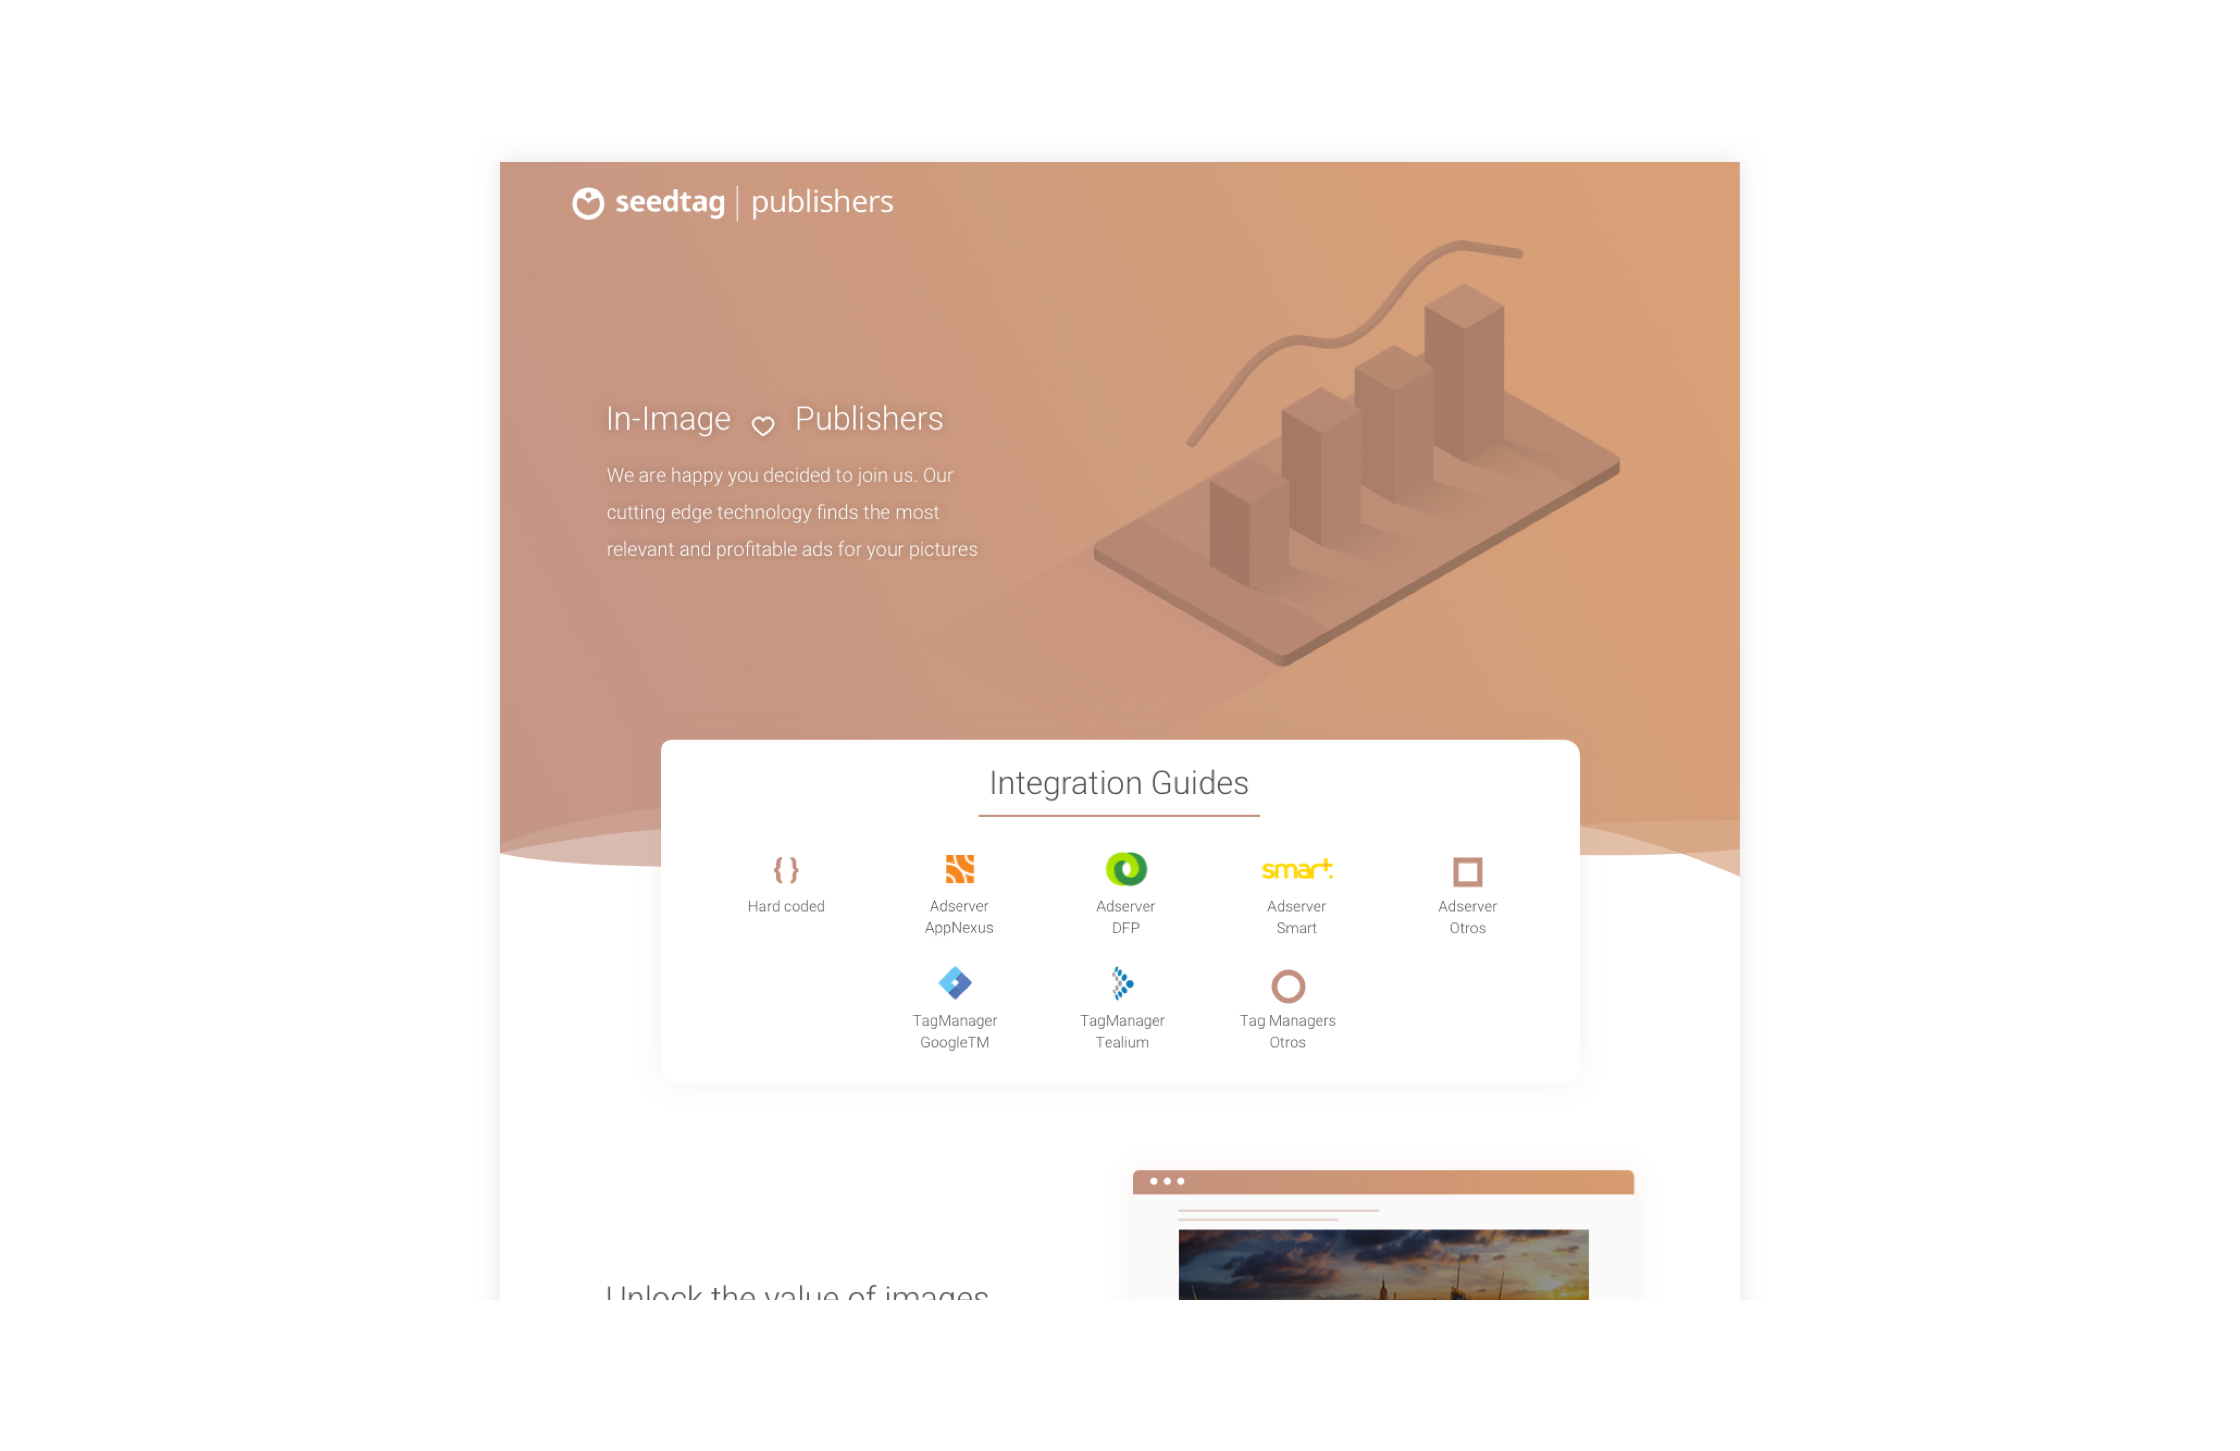 seedtag | publishers
In-Image Publishers
We are happy you decided to join us. Our
cutting edge technology finds the most
relevant and profitable ads for your pictures
Integration Guides
Hard coded
Adserver
AppNexus
Adserver
DFP
smart
Adserver
Smart
Adserver
Otros
TagManager
GoogleTM
TagManager
Tealium
Tag Managers
Otros
Unlock the value of images